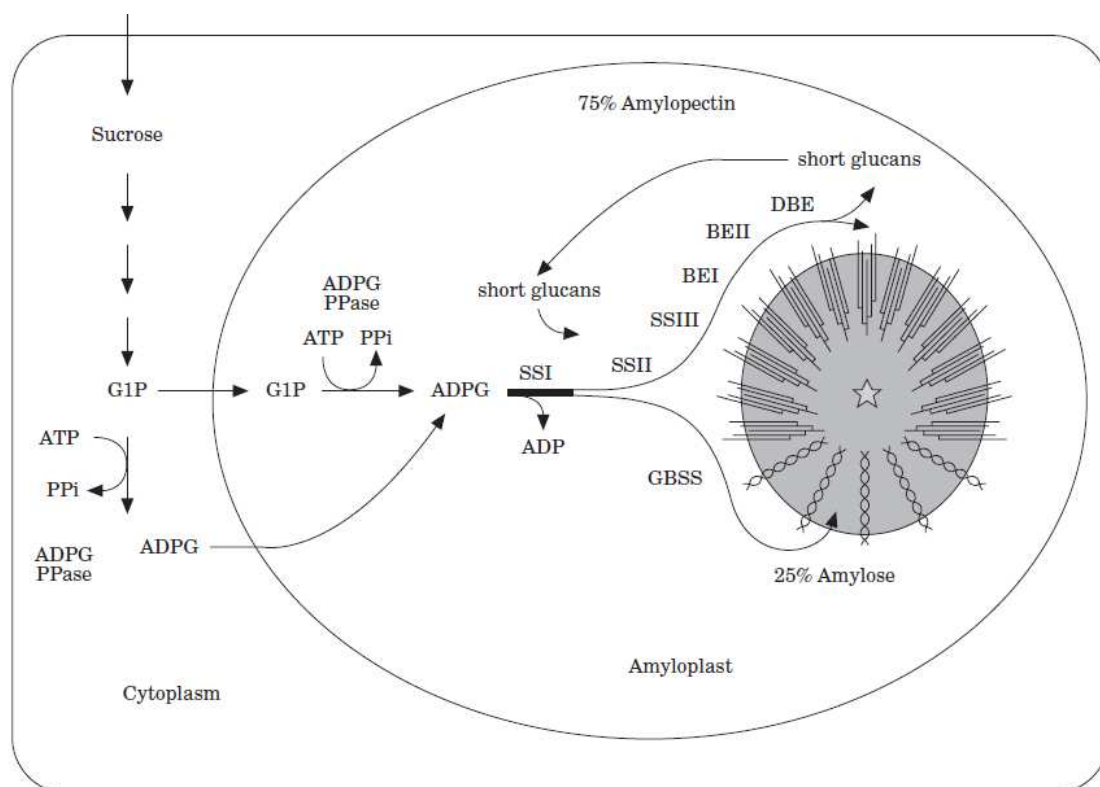 75% Amylopectin
Sucrose
short glucans
DBE
BEII
BEI
ADPG
PPase
short glucans
SSIII
ATP PPi
SSII
SSI
G1P
G1P
ADPG
ATP
ADP
GBSS
PPi
ADPG
ADPG
PPase
25% Amylose
Amyloplast
Cytoplasm